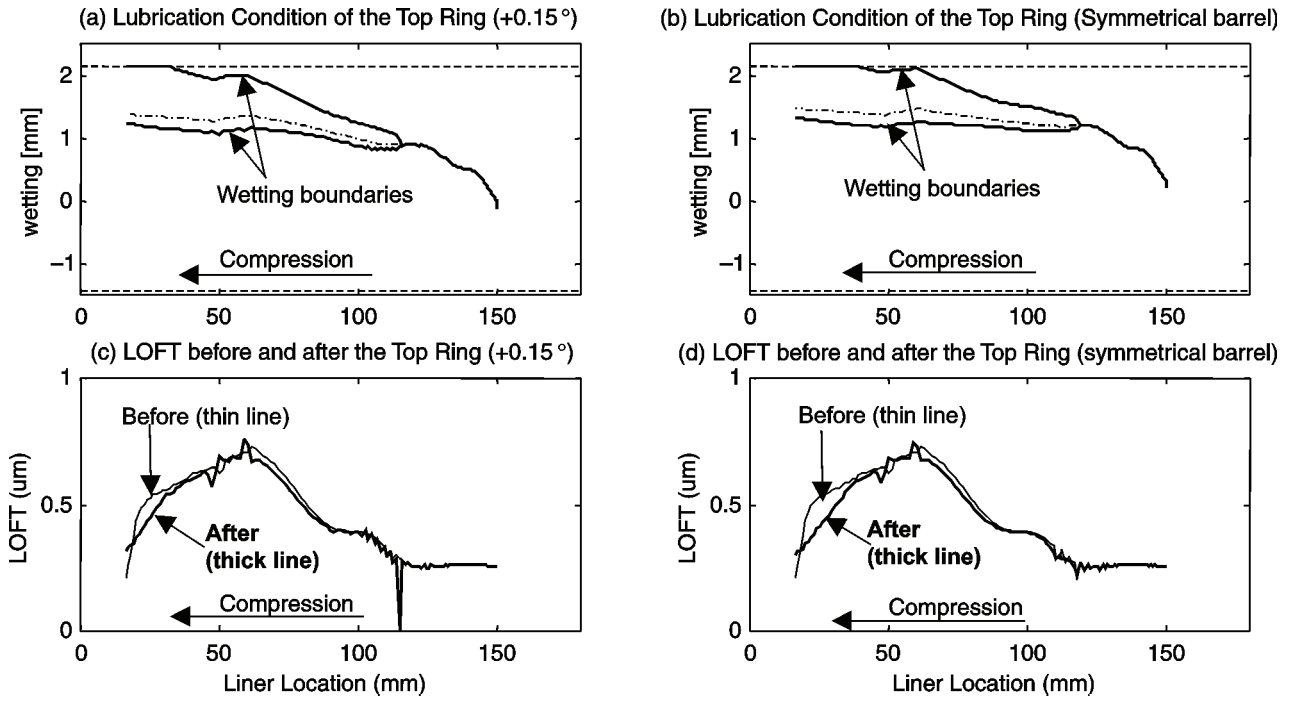 (a) Lubrication Condition of the Top Ring (+0.15°)
2
1
0
−1
wetting [mm]
Wetting boundaries
Compression
0
50
100
150
(b) Lubrication Condition of the Top Ring (Symmetrical barrel)
2
1
0
−1
wetting [mm]
Wetting boundaries
Compression
0
50
100
150
(c) LOFT before and after the Top Ring (+0.15°)
1
0.5
0
LOFT (um)
Before (thin line)
After
(thick line)
Compression
0
50
100
150
Liner Location (mm)
(d) LOFT before and after the Top Ring (symmetrical barrel)
1
0.5
0
LOFT (um)
Before (thin line)
After
(thick line)
Compression
0
50
100
150
Liner Location (mm)